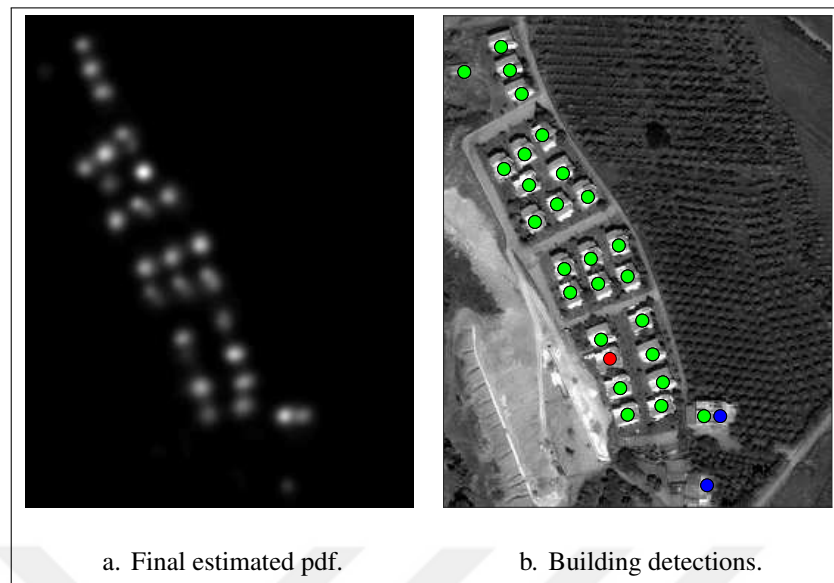 a. Final estimated pdf.
b. Building detections.